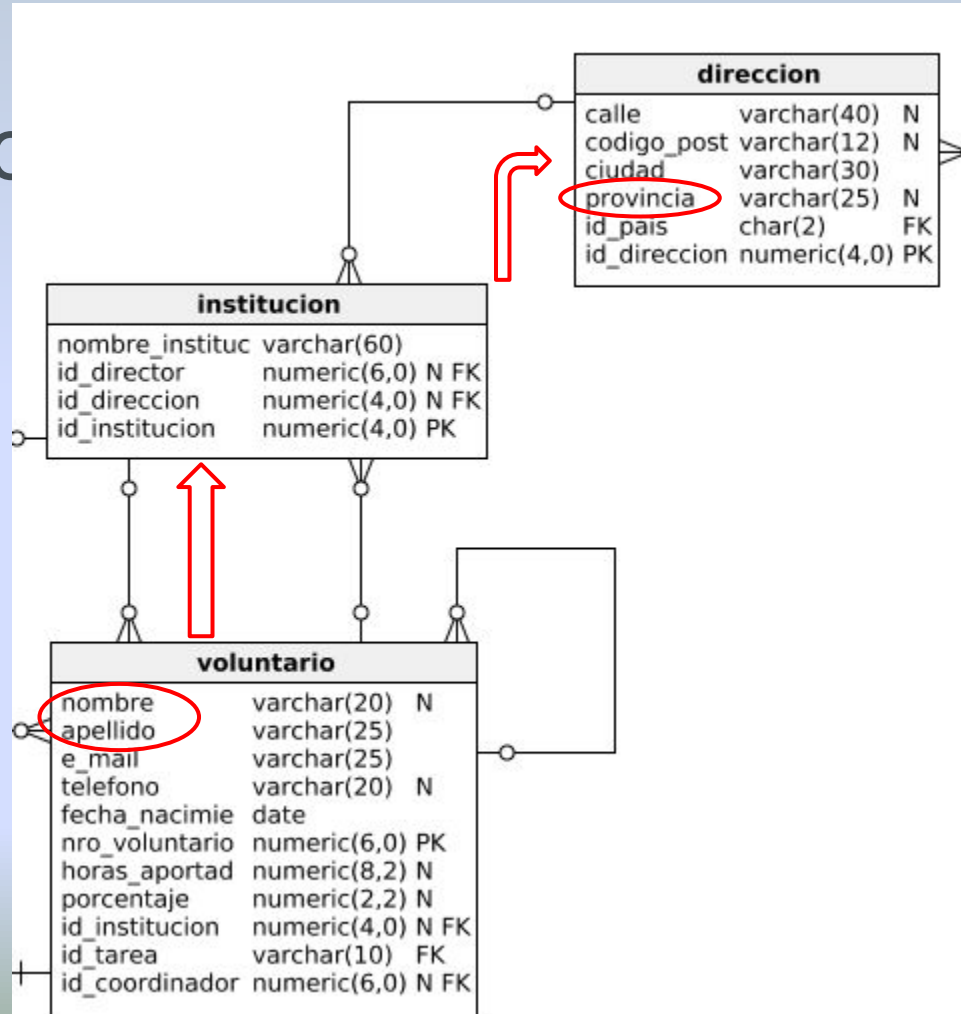 direccion
calle varchar(40) N
codigo_post varchar(12) N
ciudad varchar(30)
provincia varchar(25) N
id_pais char(2) FK
id_direccion numeric(4,0) PK
institucion
nombre_instituc varchar(60)
id_director numeric(6,0) N FK
id_direccion numeric(4,0) N FK
id_institucion numeric(4,0) PK
voluntario
nombre varchar(20) N
apellido varchar(25)
e_mail varchar(25)
telefono varchar(20) N
fecha_nacimie date
nro_voluntario numeric(6,0) PK
horas_aportad numeric(8,2) N
porcentaje numeric(2,2) N
id_institucion numeric(4,0) N FK
id_tarea varchar(10) FK
id_coordinador numeric(6,0) N FK